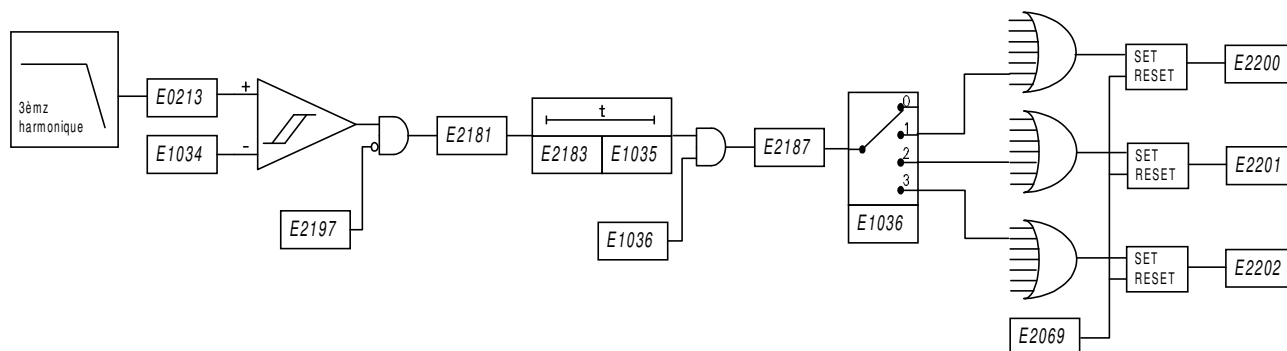 3èmz
harmonique
E0213
E1034
+
-
E2197
E2181
t
E2183
E1035
E1036
E2187
0
1
2
3
E1036
SET
RESET
E2200
SET
RESET
E2201
SET
RESET
E2202
E2069